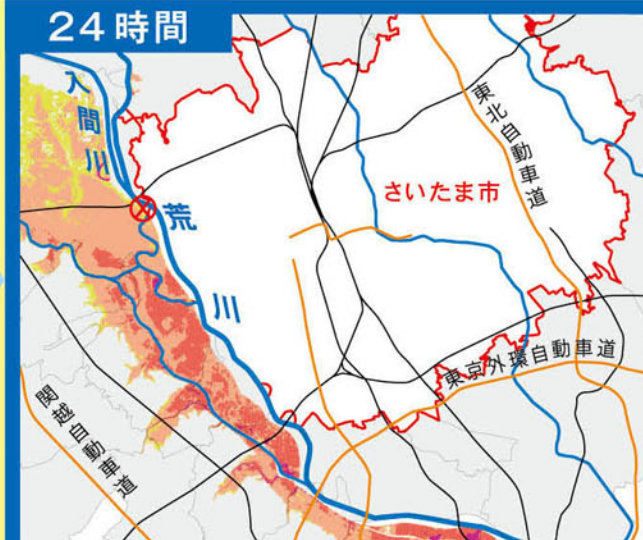 24時間
入間川
荒川
東北自動車道
さいたま市
東京外環自動車道
関越自動車道